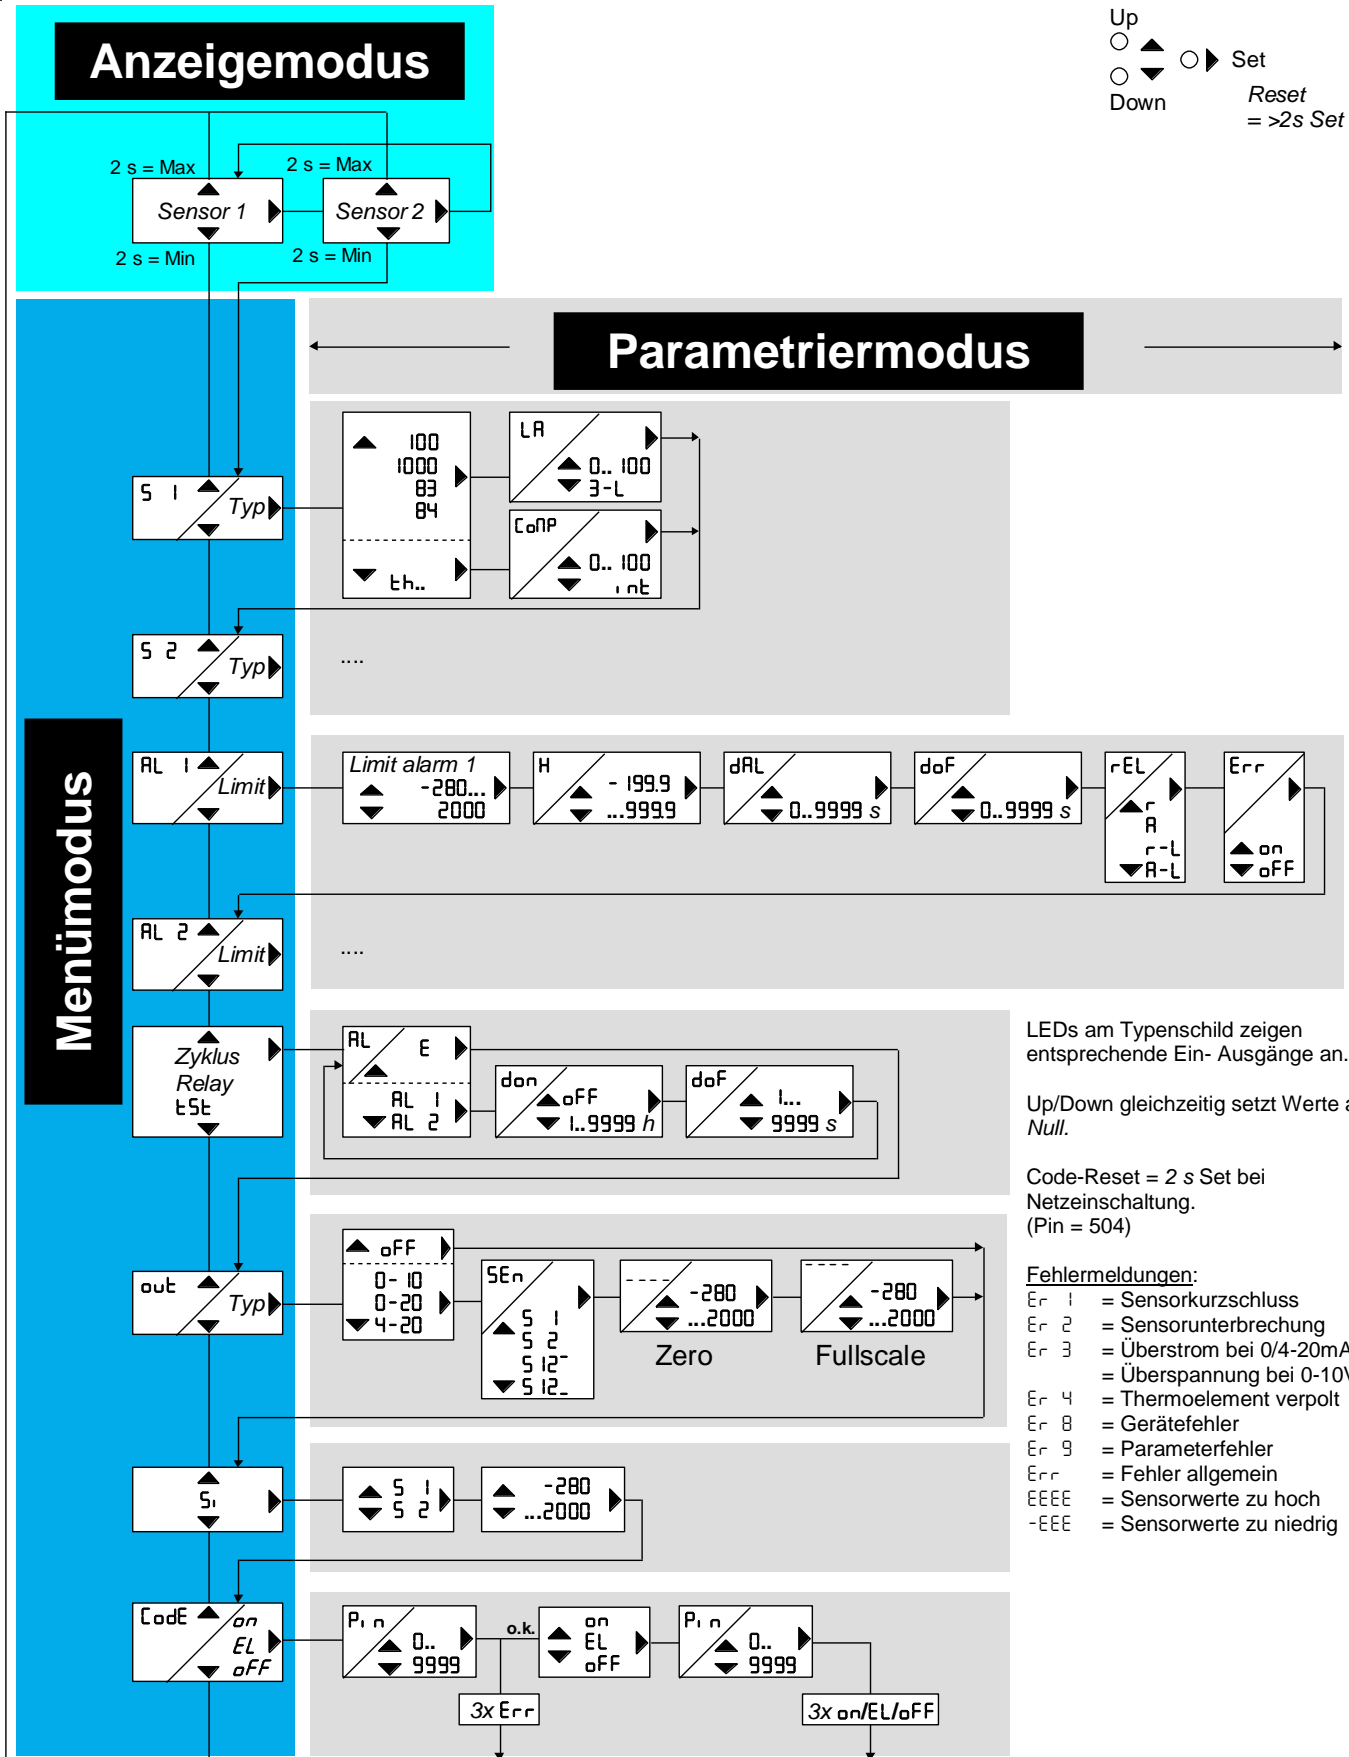 Anzeigemodus
Up
Set
Down
Reset
= >2s Set
2 s = Max
2 s = Max
Sensor 1
Sensor 2
2 s = Min
2 s = Min
Parametriermodus
Menümodus
S 1
Typ
100
1000
83
84
th..
LA
0.. 100
3-L
CoMP
0.. 100
int
S 2
Typ
....
AL 1
Limit
Limit alarm 1
-280...
2000
H
- 199.9
...999.9
dAL
0..9999 s
doF
0..9999 s
rEL
r
A
r-L
A-L
Err
on
oFF
AL 2
Limit
....
Zyklus
Relay
tSt
AL
E
AL 1
AL 2
don
oFF
1..9999 h
doF
1...
9999 s
LEDs am Typenschild zeigen
entsprechende Ein- Ausgänge an.
Up/Down gleichzeitig setzt Werte a
Null.
Code-Reset = 2 s Set bei
Netzeinschaltung.
(Pin = 504)
out
Typ
oFF
0- 10
0-20
4-20
SEn
S 1
S 2
S 12¯
S 12_
----
-280
...2000
Zero
----
-280
...2000
Fullscale
Fehlermeldungen:
Er 1 = Sensorkurzschluss
Er 2 = Sensorunterbrechung
Er 3 = Überstrom bei 0/4-20mA
= Überspannung bei 0-10V
Er 4 = Thermoelement verpolt
Er 8 = Gerätefehler
Er 9 = Parameterfehler
Err = Fehler allgemein
EEEE = Sensorwerte zu hoch
-EEE = Sensorwerte zu niedrig
Si
S 1
S 2
-280
...2000
CodE
on
EL
oFF
Pin
0..
9999
o.k.
on
EL
oFF
Pin
0..
9999
3x Err
3x on/EL/oFF